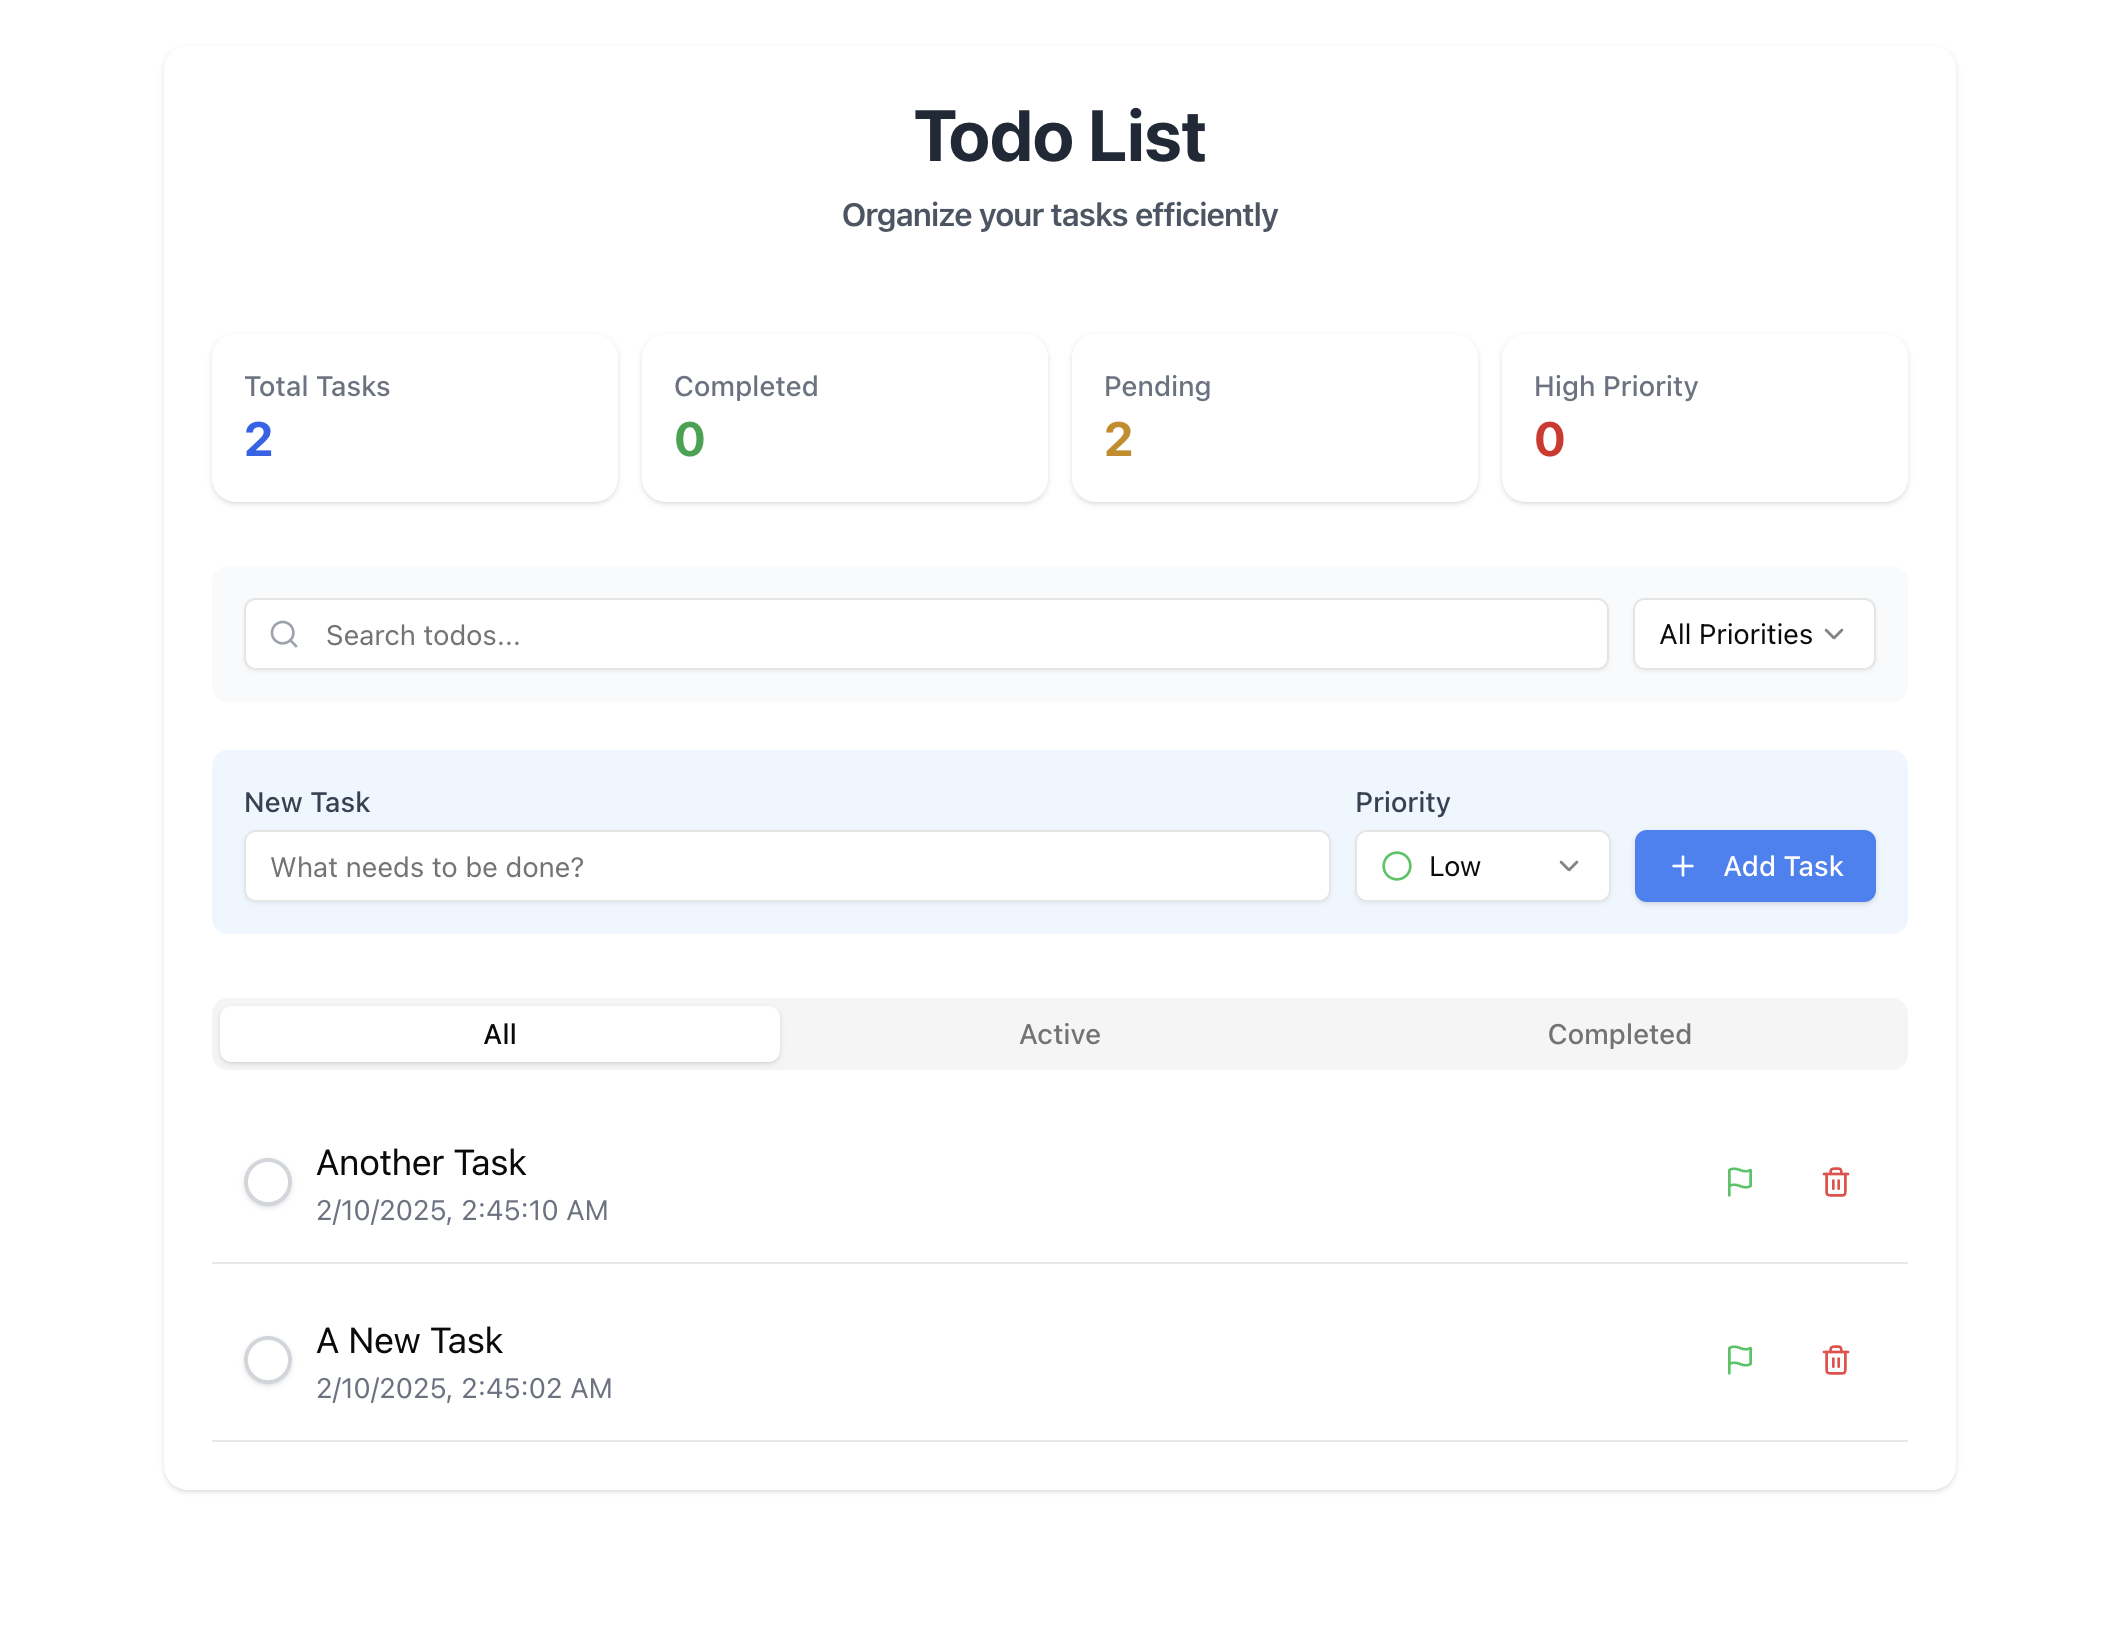 Todo List
Organize your tasks efficiently
Total Tasks
2
Completed
0
Pending
2
High Priority
0
Search todos...
All Priorities
New Task
What needs to be done?
Priority
Low
Add Task
All
Active
Completed
Another Task
2/10/2025, 2:45:10 AM
A New Task
2/10/2025, 2:45:02 AM